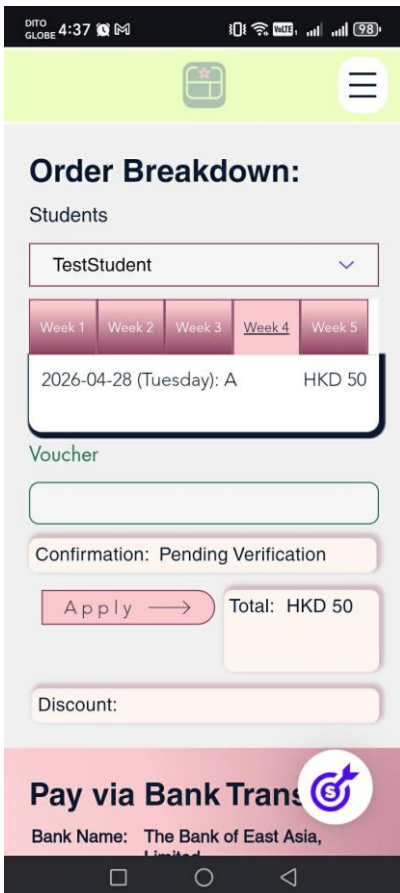 DITO
GLOBE 4:37
VoLTE 98
Order Breakdown:
Students
TestStudent
Week 1 Week 2 Week 3 Week 4 Week 5
2026-04-28 (Tuesday): A HKD 50
Voucher
Confirmation: Pending Verification
Apply → Total: HKD 50
Discount:
Pay via Bank Trans
Bank Name: The Bank of East Asia,
Limited